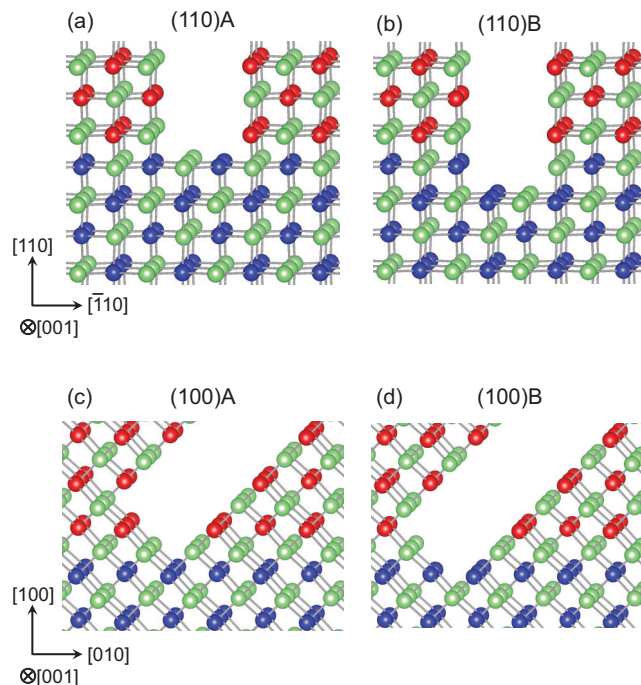 (a) (110)A
(b) (110)B
[110]
[1̅10]
⊗[001]
(c) (100)A
(d) (100)B
[100]
[010]
⊗[001]